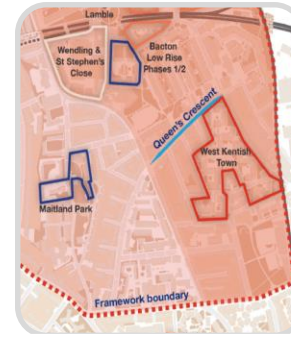 Lamble
Wendling &
St Stephen's
Close
Bacton
Low Rise
Phases 1/2
Queen's Crescent
West Kentish
Town
Maitland Park
Framework boundary